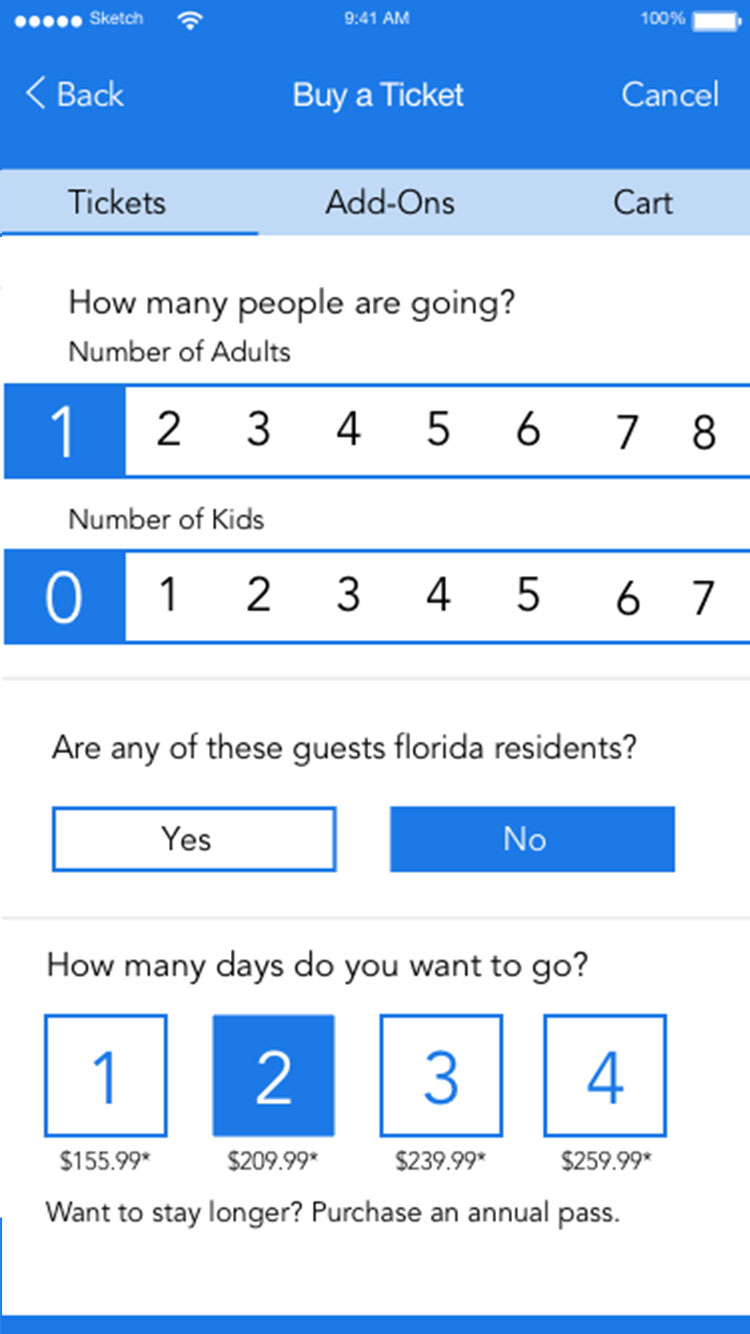 Sketch 9:41 AM 100%
Back Buy a Ticket Cancel
Tickets Add-Ons Cart
How many people are going?
Number of Adults
1 2 3 4 5 6 7 8
Number of Kids
0 1 2 3 4 5 6 7
Are any of these guests florida residents?
Yes No
How many days do you want to go?
1 2 3 4
$155.99* $209.99* $239.99* $259.99*
Want to stay longer? Purchase an annual pass.